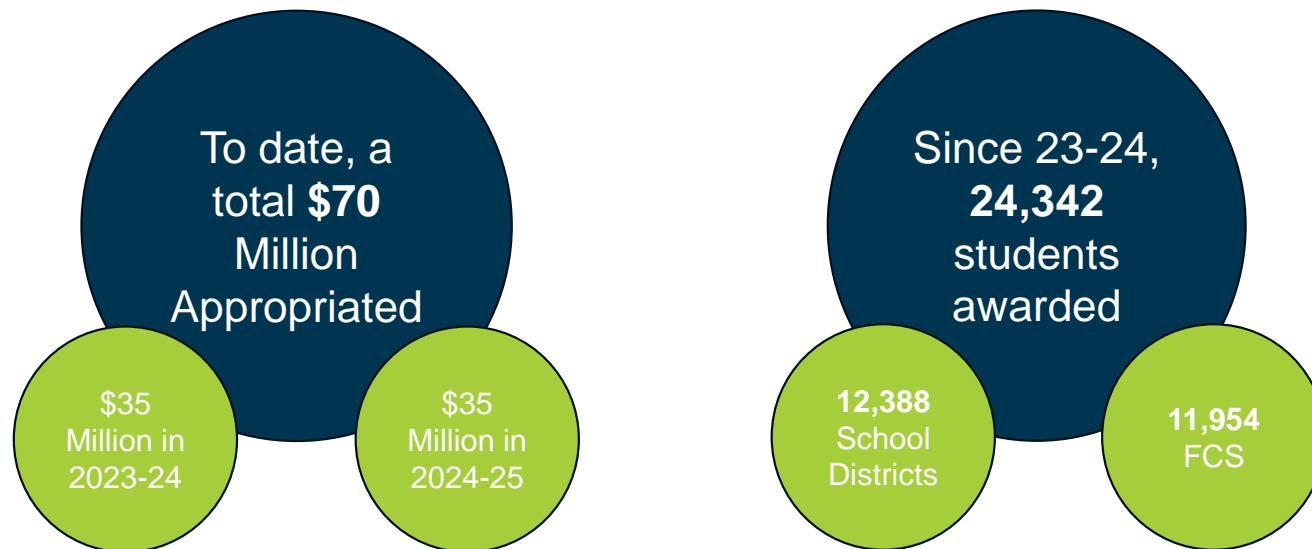 To date, a
total $70
Million
Appropriated
$35
Million in
2023-24
$35
Million in
2024-25
Since 23-24,
24,342
students
awarded
12,388
School
Districts
11,954
FCS